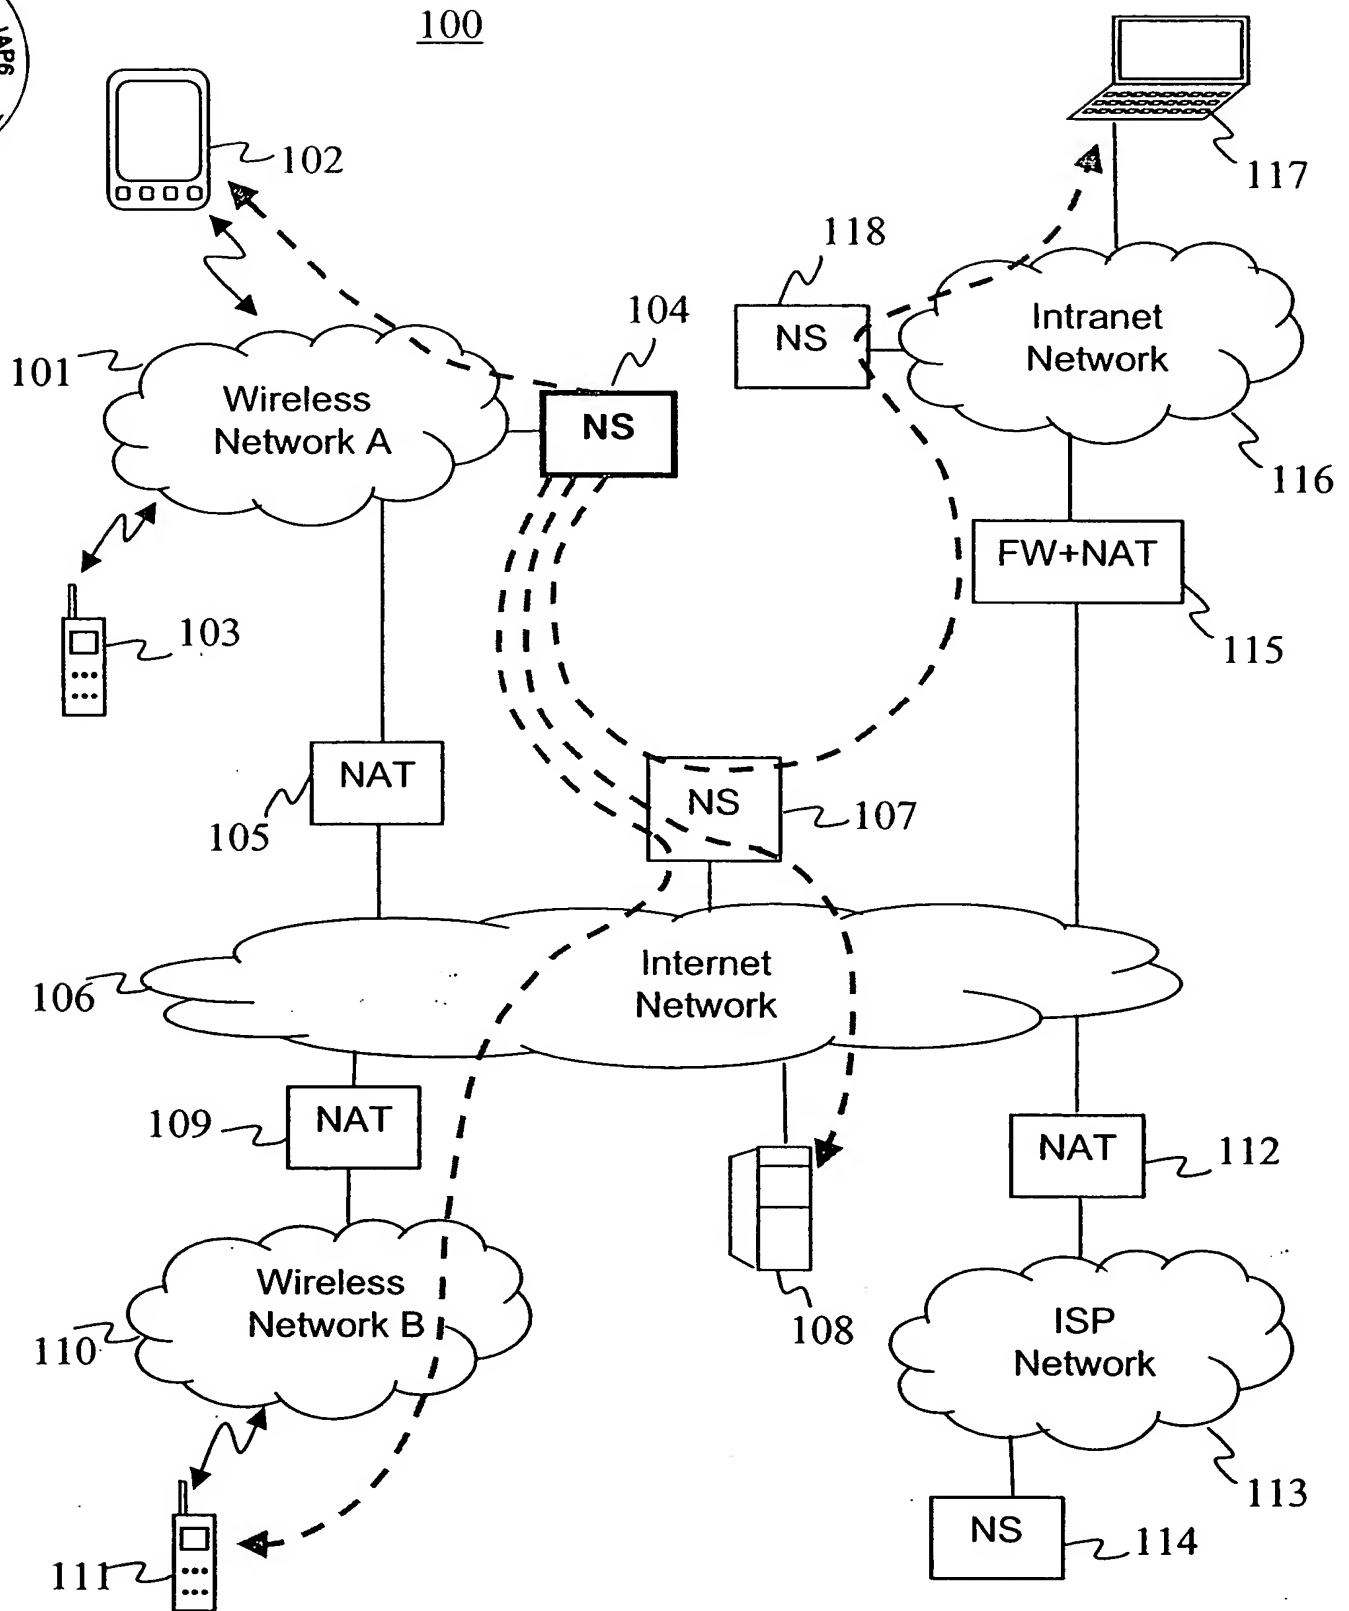 100
JAP6
102
117
118
104
NS
Intranet
Network
101
Wireless
Network A
NS
116
FW+NAT
103
115
NAT
NS
105
107
Internet
Network
106
NAT
109
NAT
112
Wireless
Network B
110
108
ISP
Network
113
NS
114
111